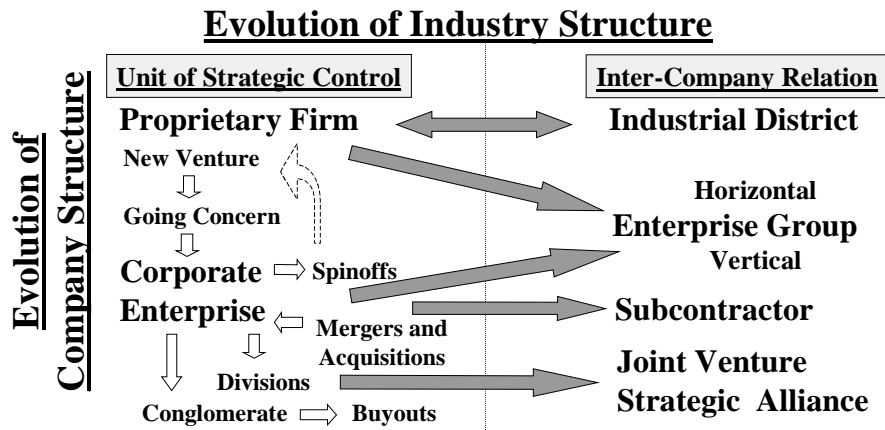 Evolution of Industry Structure
Evolution of
Company Structure
Unit of Strategic Control
Inter-Company Relation
Proprietary Firm
Industrial District
New Venture
Going Concern
Corporate
Enterprise
Spinoffs
Mergers and
Acquisitions
Divisions
Conglomerate
Buyouts
Horizontal
Enterprise Group
Vertical
Subcontractor
Joint Venture
Strategic Alliance